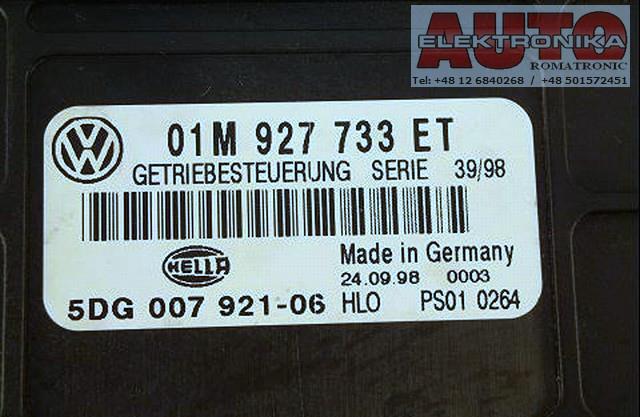 AUTO
ELEKTRONIKA
ROMATRONIC
Tel: +48 12 6840268 / +48 501572451
VW
01M 927 733 ET
GETRIEBESTEUERUNG SERIE 39/98
HELLA
Made in Germany
24.09.98 0003
5DG 007 921-06 HLO PS01 0264